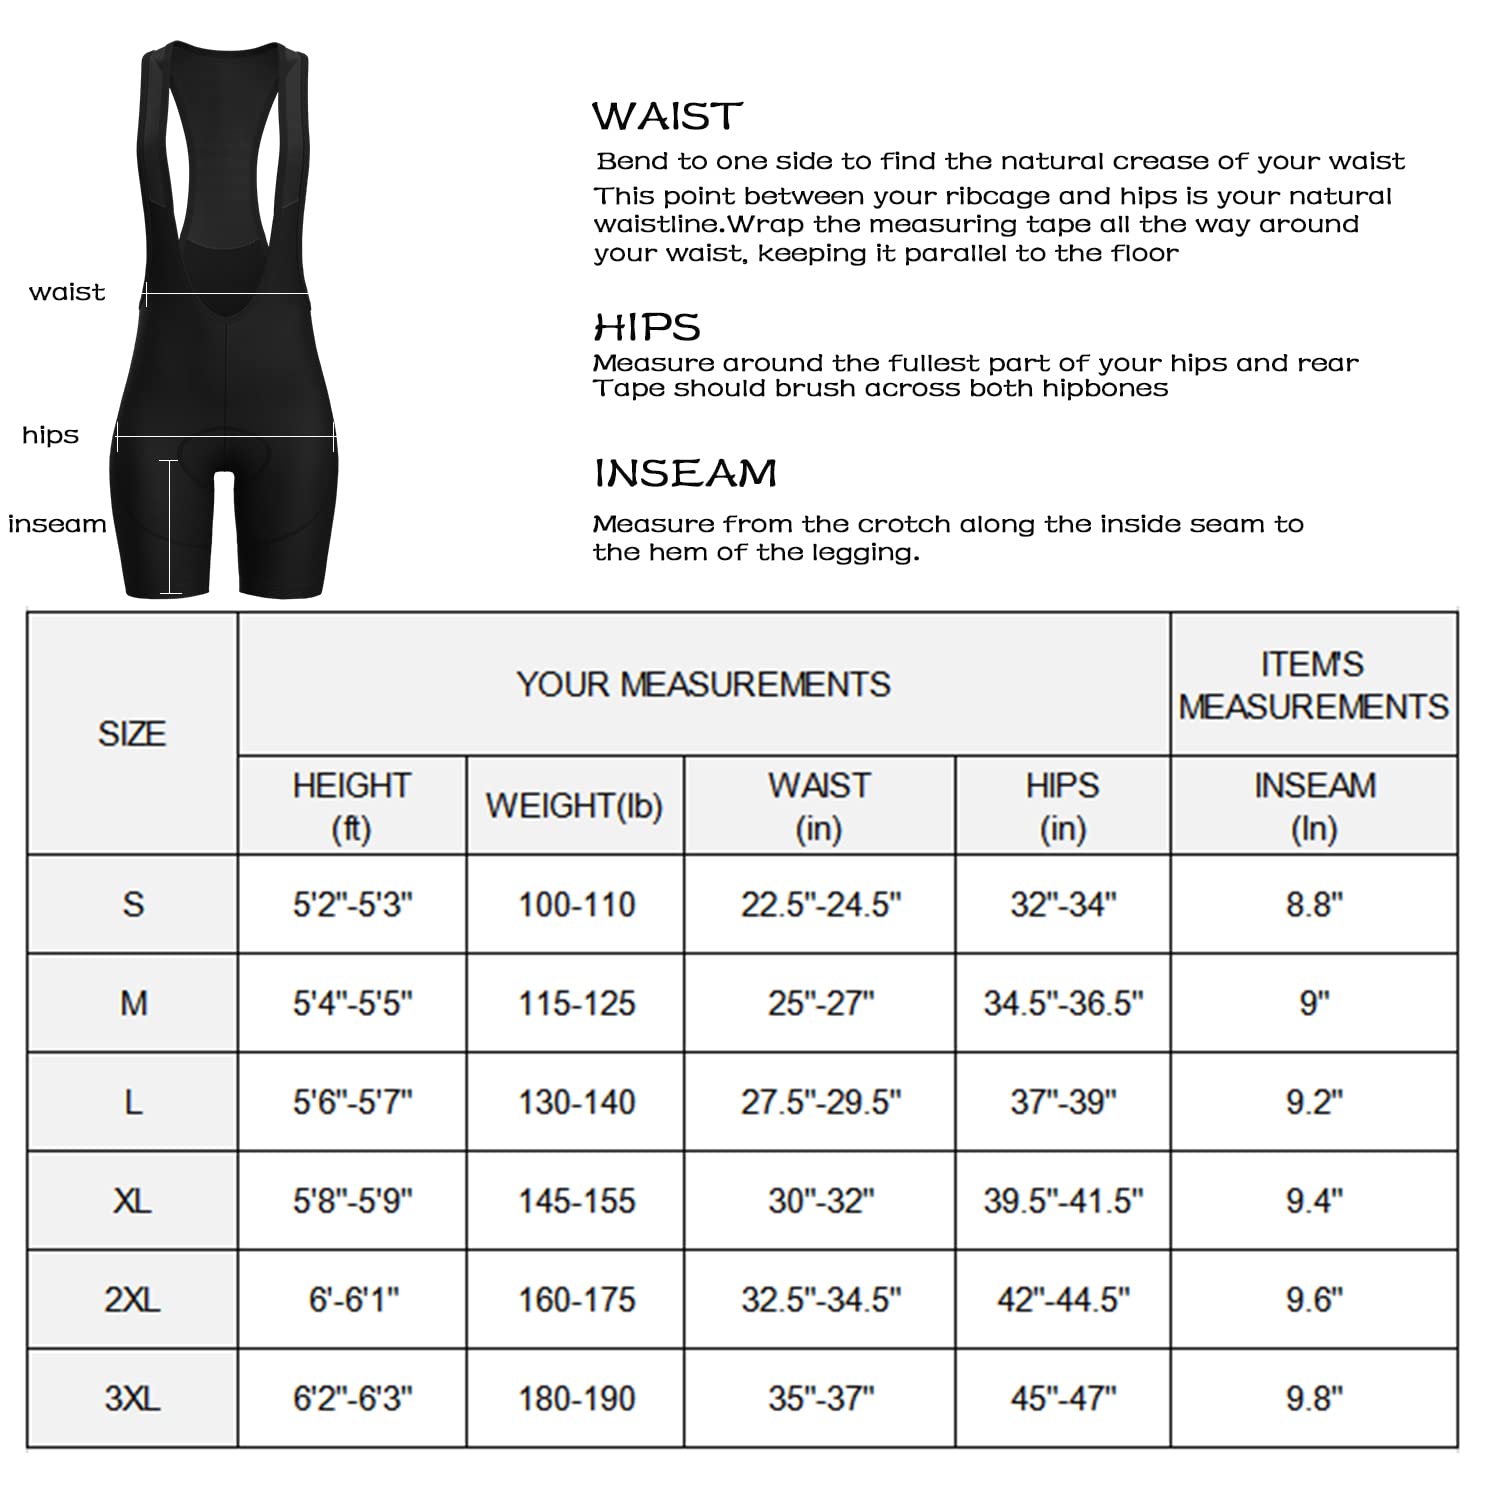 WAIST
Bend to one side to find the natural crease of your waist
This point between your ribcage and hips is your natural
waistline.Wrap the measuring tape all the way around
your waist, keeping it parallel to the floor
waist
HIPS
Measure around the fullest part of your hips and rear
Tape should brush across both hipbones
hips
INSEAM
inseam
Measure from the crotch along the inside seam to
the hem of the legging.
SIZE
YOUR MEASUREMENTS
ITEM'S
MEASUREMENTS
HEIGHT
(ft)
WEIGHT(lb)
WAIST
(in)
HIPS
(in)
INSEAM
(In)
S 5'2"-5'3" 100-110 22.5"-24.5" 32"-34" 8.8"
M 5'4"-5'5" 115-125 25"-27" 34.5"-36.5" 9"
L 5'6"-5'7" 130-140 27.5"-29.5" 37"-39" 9.2"
XL 5'8"-5'9" 145-155 30"-32" 39.5"-41.5" 9.4"
2XL 6'-6'1" 160-175 32.5"-34.5" 42"-44.5" 9.6"
3XL 6'2"-6'3" 180-190 35"-37" 45"-47" 9.8"